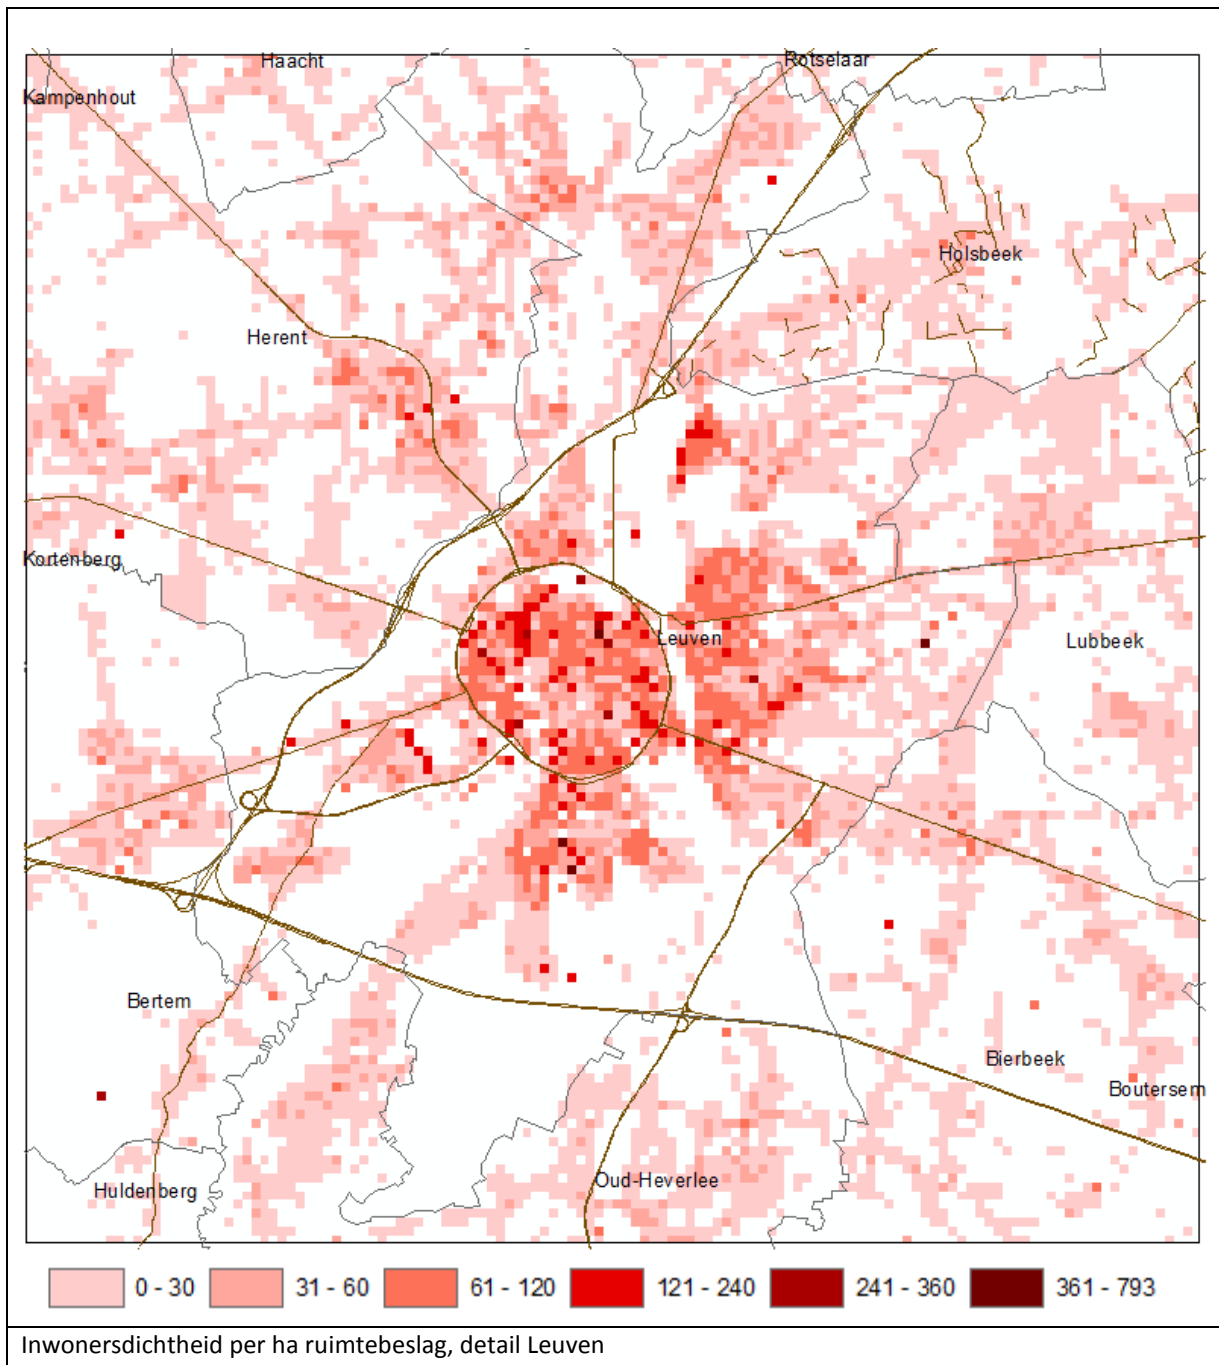 Haacht
Rotselaar
Kampenhout
Holsbeek
Herent
Kortenberg
Leuven
Lubbeek
Bertem
Bierbeek
Boutersem
Huldenberg
Oud-Heverlee
0 - 30
31 - 60
61 - 120
121 - 240
241 - 360
361 - 793
Inwonersdichtheid per ha ruimtebeslag, detail Leuven